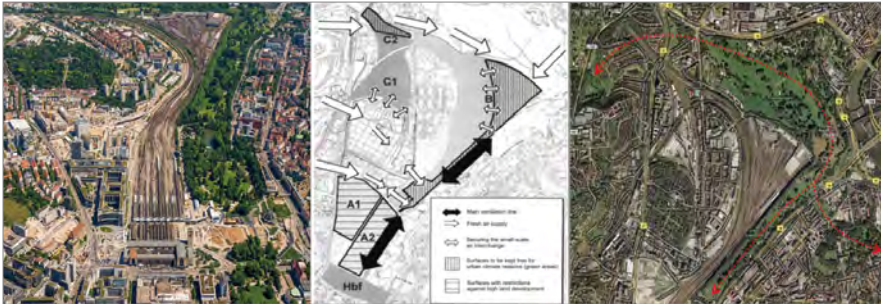 C2
C1
A1
A2
Hbf
Main ventilation line
Fresh air supply
Securing the small-scale
air interchange
Surfaces to be kept free for
urban climate reasons (green areas)
Surfaces with restrictions
against high land development